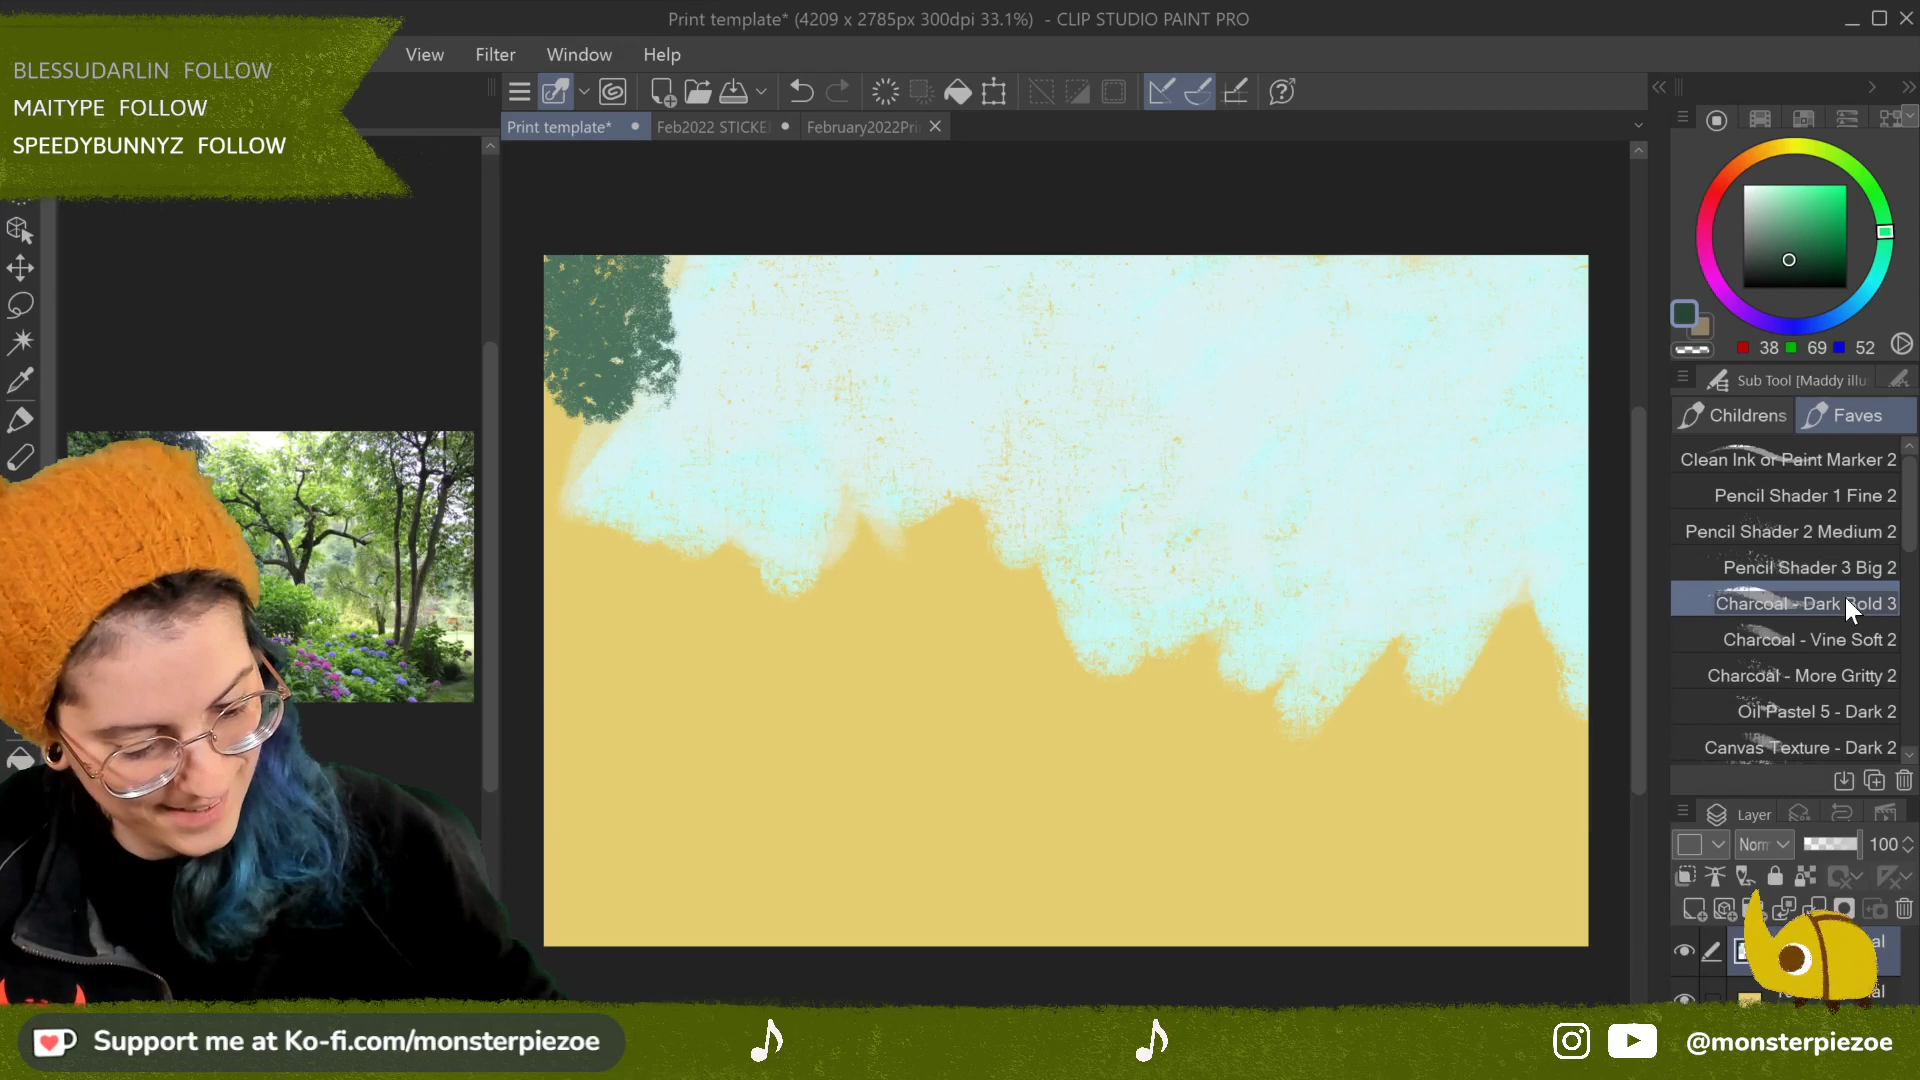 Print template* (4209 x 2785px 300dpi 33.1%) - CLIP STUDIO PAINT PRO
BLESSUDARLIN FOLLOW
MAITYPE FOLLOW
SPEEDYBUNNYZ FOLLOW
View Filter Window Help
Print template* Feb2022 STICKE February2022Pri
38 69 52
Sub Tool [Maddy illu
Childrens Faves
Clean Ink or Paint Marker 2
Pencil Shader 1 Fine 2
Pencil Shader 2 Medium 2
Pencil Shader 3 Big 2
Charcoal - Dark Bold 3
Charcoal - Vine Soft 2
Charcoal - More Gritty 2
Oil Pastel 5 - Dark 2
Canvas Texture - Dark 2
Layer
Norr 100
al
al
Support me at Ko-fi.com/monsterpiezoe
@monsterpiezoe